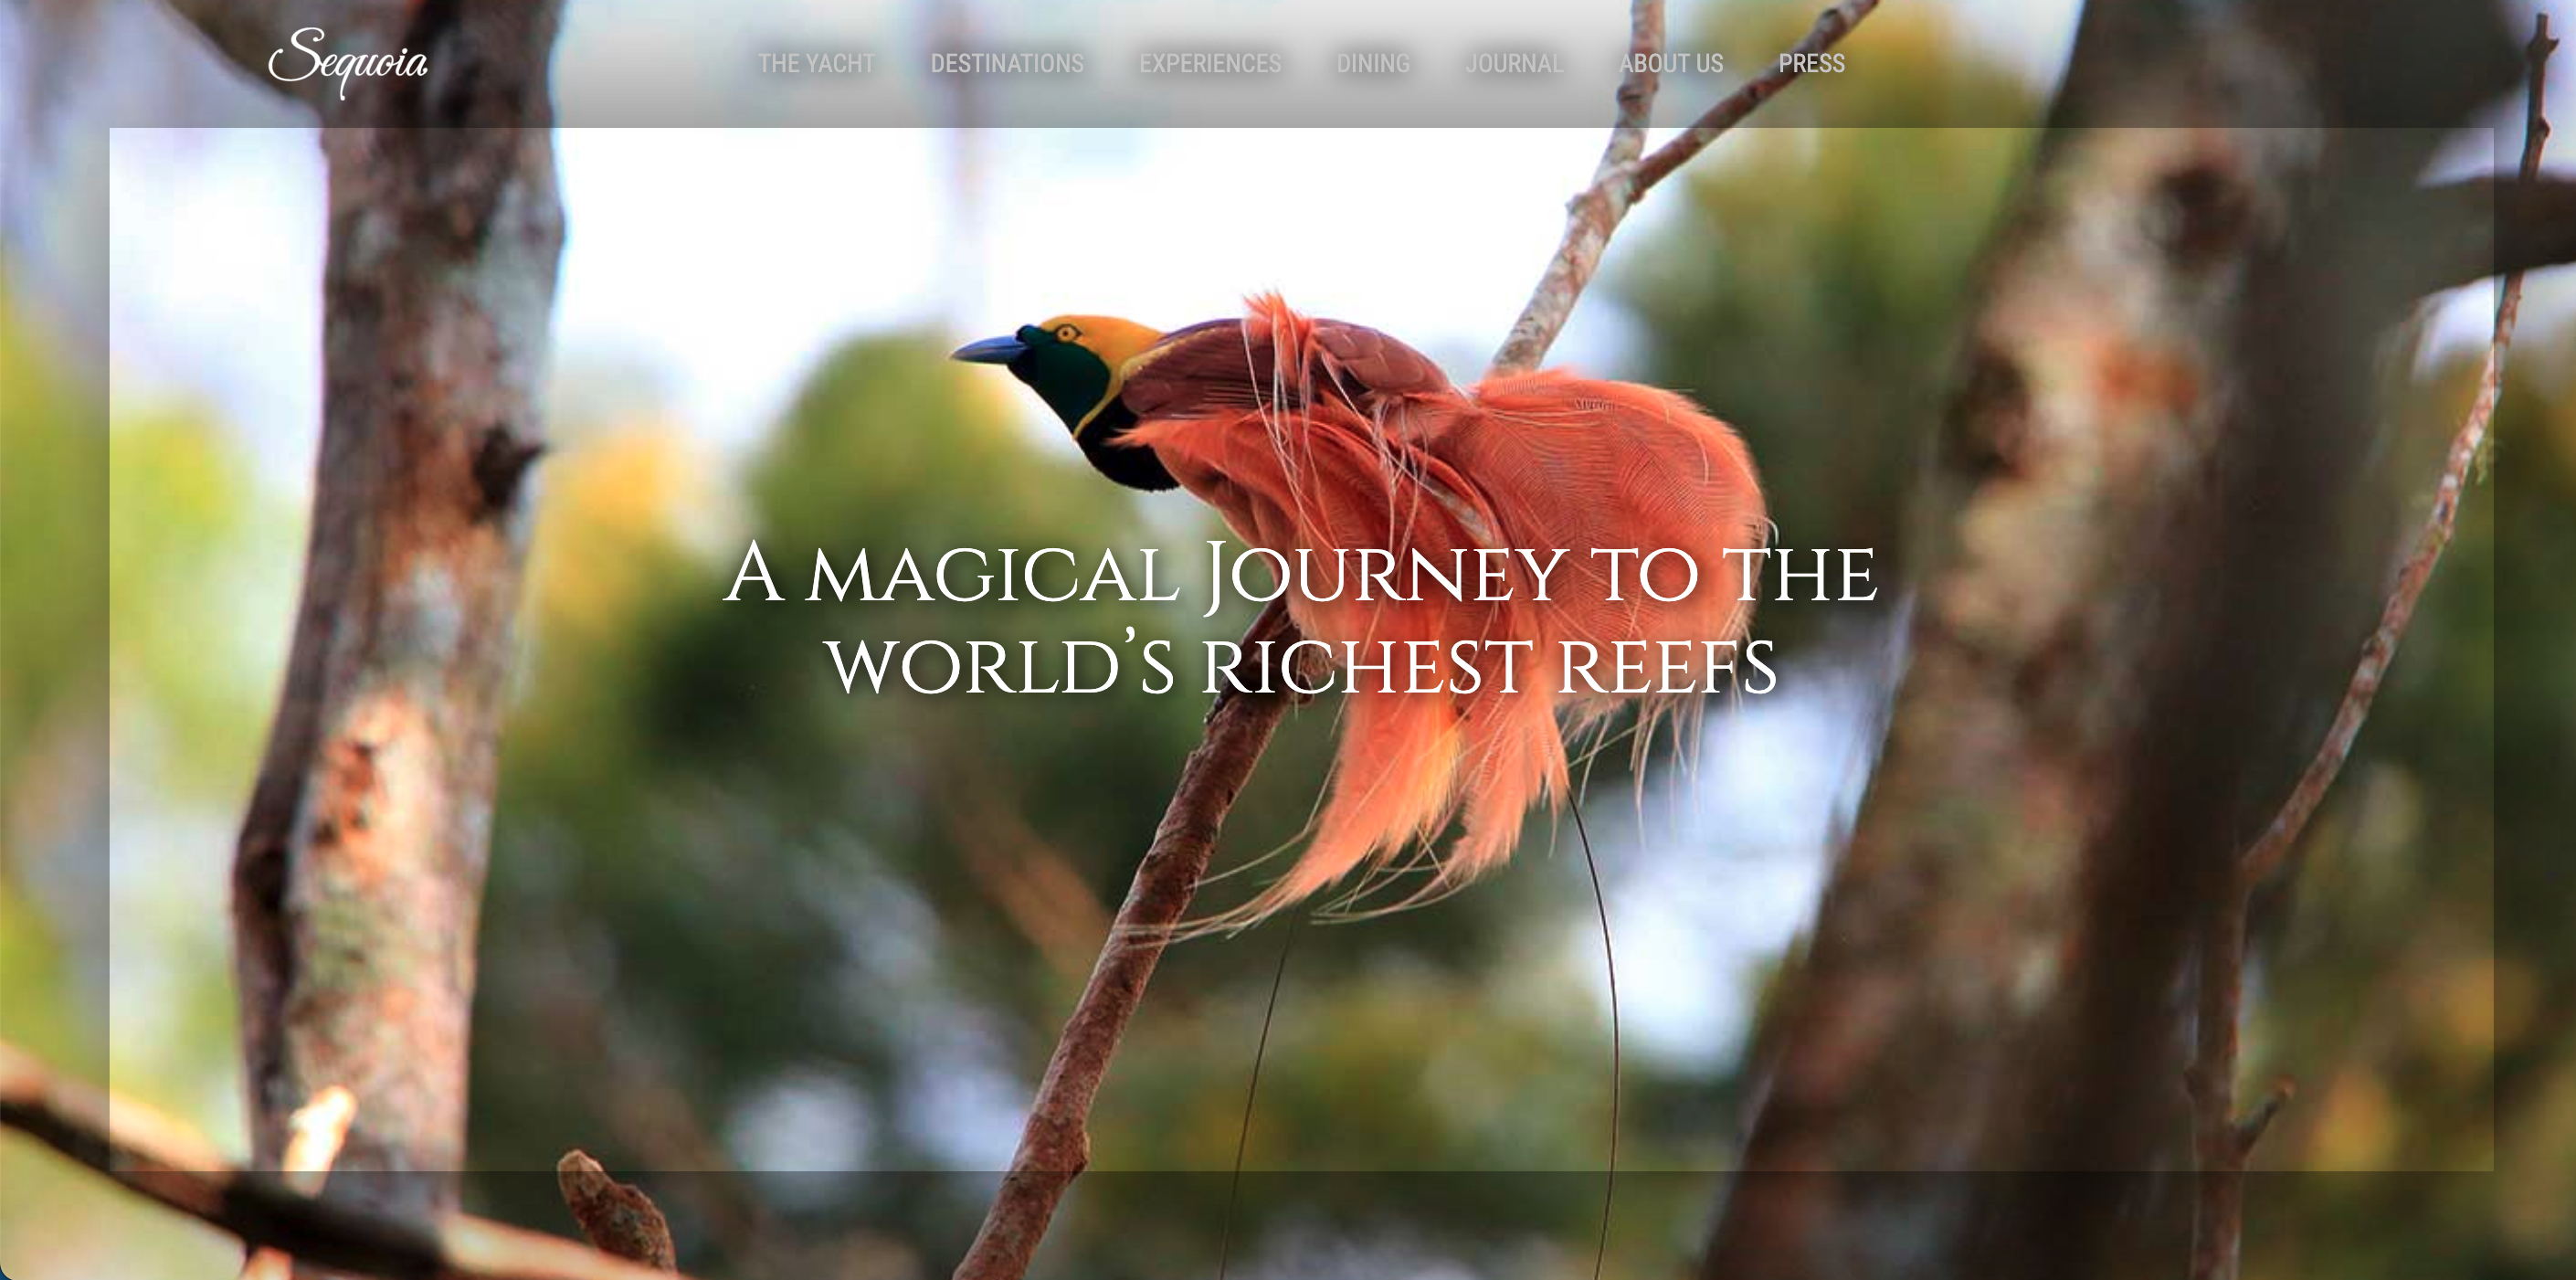 Sequoia
THE YACHT DESTINATIONS EXPERIENCES DINING JOURNAL ABOUT US PRESS
A MAGICAL JOURNEY TO THE
WORLD’S RICHEST REEFS